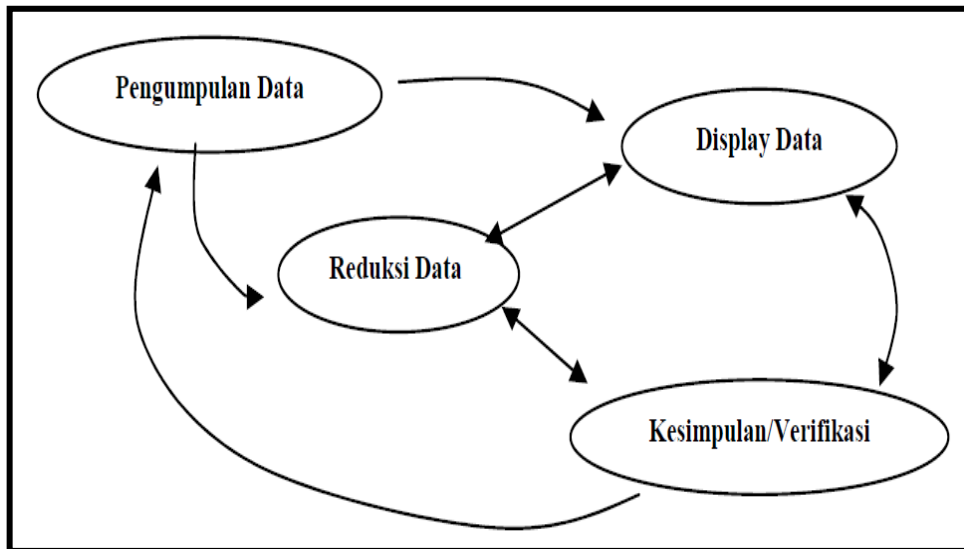 Pengumpulan Data
Display Data
Reduksi Data
Kesimpulan/Verifikasi